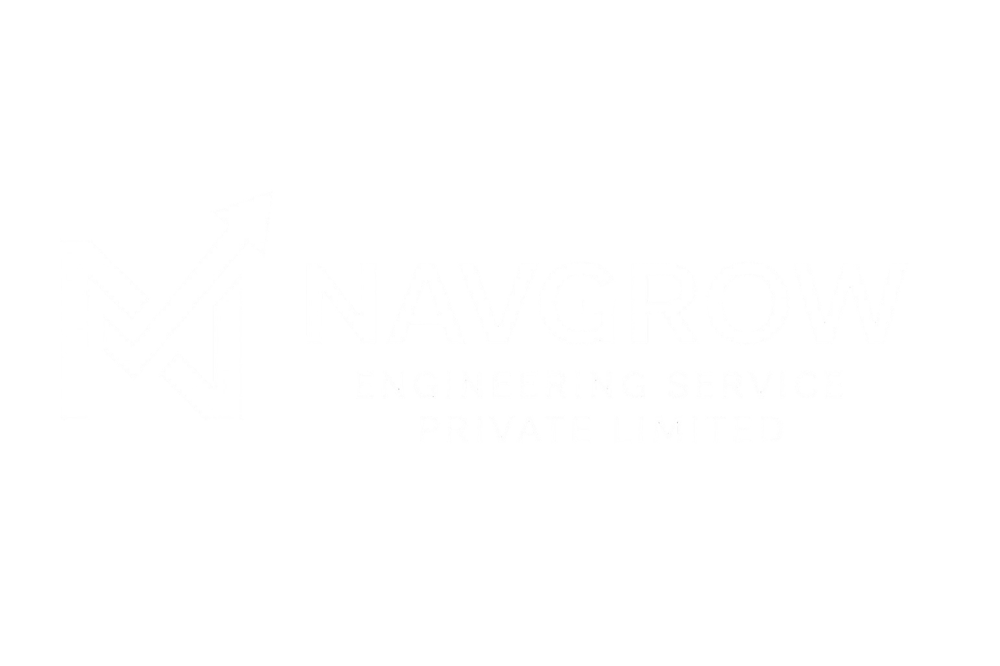 NAVGROW
ENGINEERING SERVICE
PRIVATE LIMITED